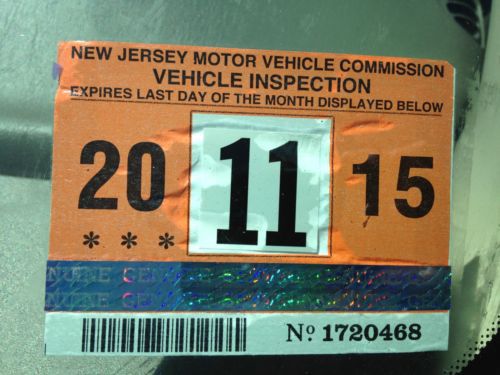 NEW JERSEY MOTOR VEHICLE COMMISSION
VEHICLE INSPECTION
EXPIRES LAST DAY OF THE MONTH DISPLAYED BELOW
20 11 15
* * *
GENUINE
Nº 1720468